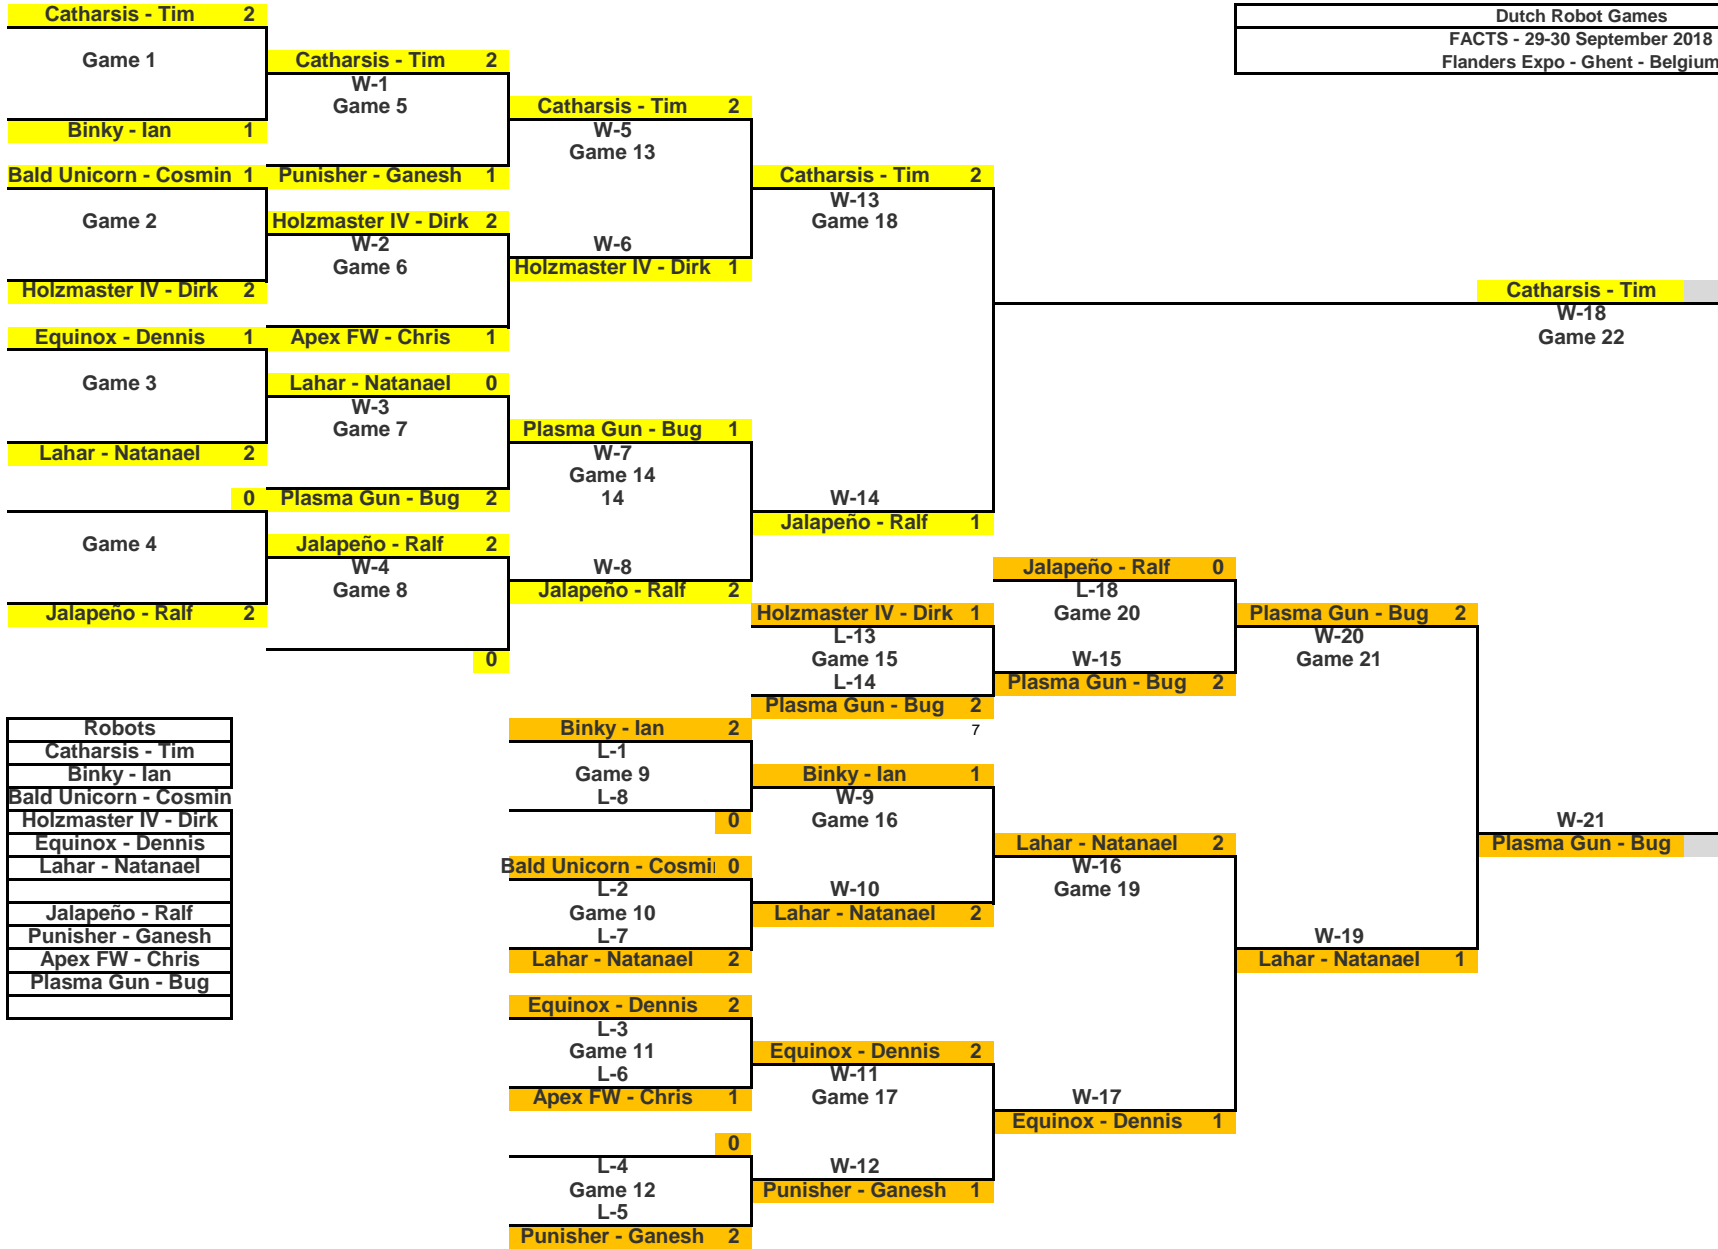 Catharsis - Tim 2
Dutch Robot Games
FACTS - 29-30 September 2018
Flanders Expo - Ghent - Belgium
Game 1
Catharsis - Tim 2
W-1
Game 5
Catharsis - Tim 2
Binky - Ian 1
W-5
Game 13
Bald Unicorn - Cosmin 1
Punisher - Ganesh 1
Catharsis - Tim 2
W-13
Game 2
Holzmaster IV - Dirk 2
Game 18
W-2
W-6
Game 6
Holzmaster IV - Dirk 1
Holzmaster IV - Dirk 2
Catharsis - Tim
W-18
Equinox - Dennis 1
Apex FW - Chris 1
Game 22
Game 3
Lahar - Natanael 0
W-3
Game 7
Plasma Gun - Bug 1
Lahar - Natanael 2
W-7
Game 14
0
Plasma Gun - Bug 2
14
W-14
Jalapeño - Ralf 1
Game 4
Jalapeño - Ralf 2
W-4
W-8
Jalapeño - Ralf 0
Game 8
Jalapeño - Ralf 2
L-18
Jalapeño - Ralf 2
Holzmaster IV - Dirk 1
Game 20
Plasma Gun - Bug 2
L-13
W-20
0
Game 15
W-15
Game 21
L-14
Plasma Gun - Bug 2
Plasma Gun - Bug 2
Robots
Binky - Ian 2
7
Catharsis - Tim
L-1
Binky - Ian
Game 9
Binky - Ian 1
Bald Unicorn - Cosmin
L-8
W-9
Holzmaster IV - Dirk
0
Game 16
W-21
Equinox - Dennis
Lahar - Natanael 2
Plasma Gun - Bug
Lahar - Natanael
Bald Unicorn - Cosmi 0
W-16
L-2
W-10
Game 19
Jalapeño - Ralf
Game 10
Lahar - Natanael 2
Punisher - Ganesh
L-7
W-19
Apex FW - Chris
Lahar - Natanael 2
Lahar - Natanael 1
Plasma Gun - Bug
Equinox - Dennis 2
L-3
Game 11
Equinox - Dennis 2
L-6
W-11
Apex FW - Chris 1
Game 17
W-17
Equinox - Dennis 1
0
L-4
W-12
Game 12
Punisher - Ganesh 1
L-5
Punisher - Ganesh 2